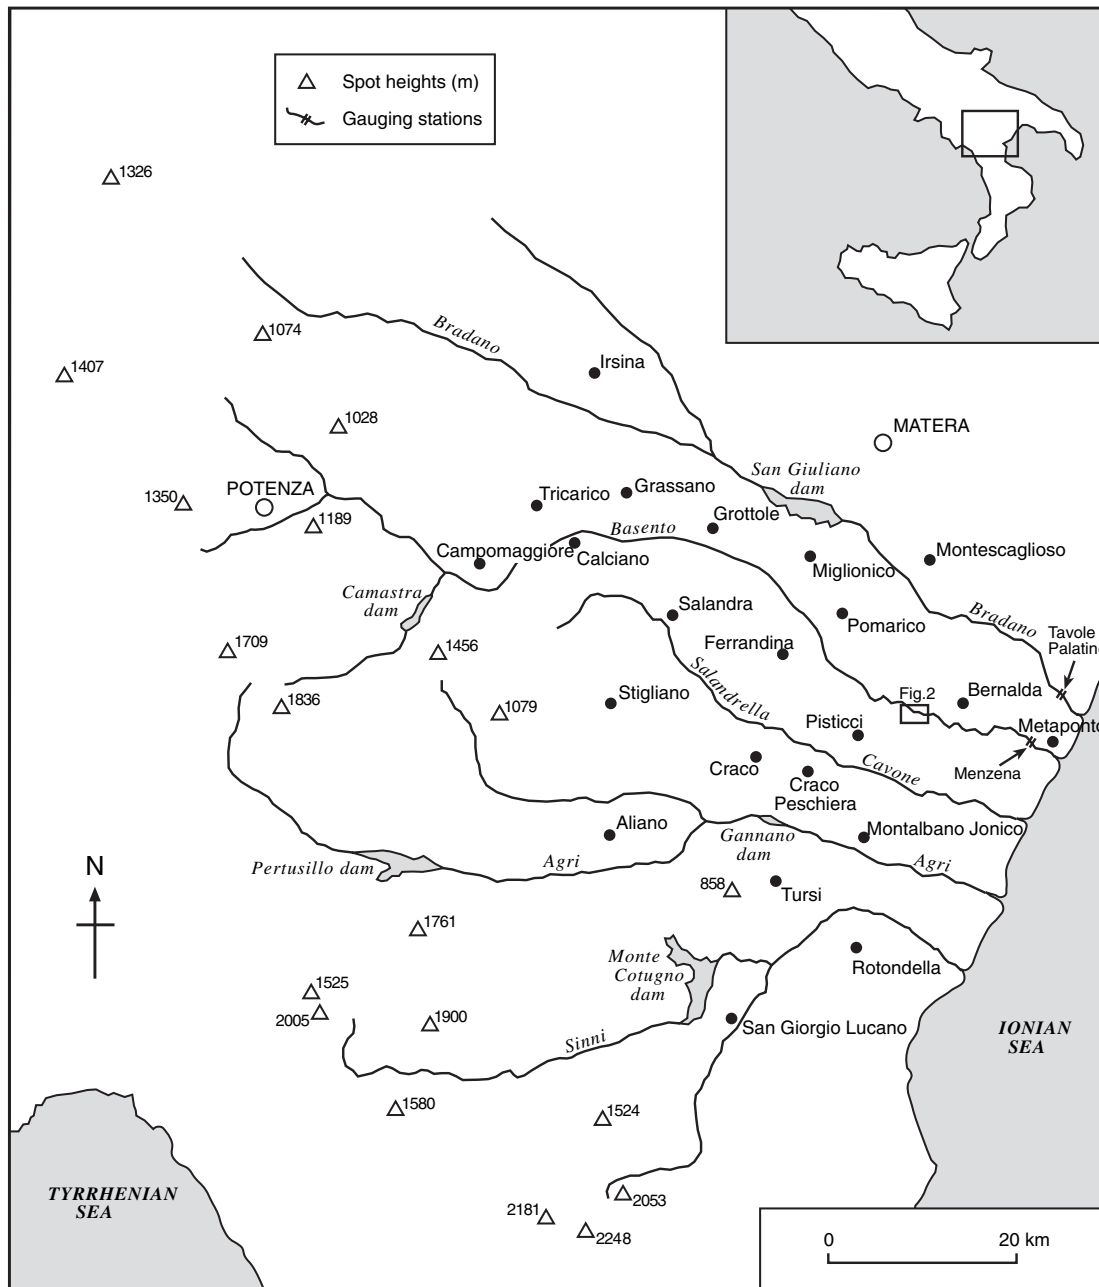 Spot heights (m)
Gauging stations
1326
1074
Bradano
Irsina
1407
1028
MATERA
San Giuliano
dam
POTENZA
1350
1189
Tricarico
Grassano
Grottole
Basento
Campomaggiore
Calciano
Miglionico
Montescaglioso
Camastra
dam
Salandra
Pomarico
Bradano
Tavole
Palatine
1709
1456
Ferrandina
1836
1079
Stigliano
Salandrella
Fig.2
Bernalda
Pisticci
Metaponto
Menzena
Craco
Craco
Peschiera
Cavone
Aliano
Gannano
dam
Montalbano Jonico
Pertusillo dam
Agri
Agri
N
858
Tursi
1761
Monte
Cotugno
dam
Rotondella
1525
2005
1900
Sinni
San Giorgio Lucano
IONIAN
SEA
1580
1524
TYRRHENIAN
SEA
2053
2181
2248
0 20 km